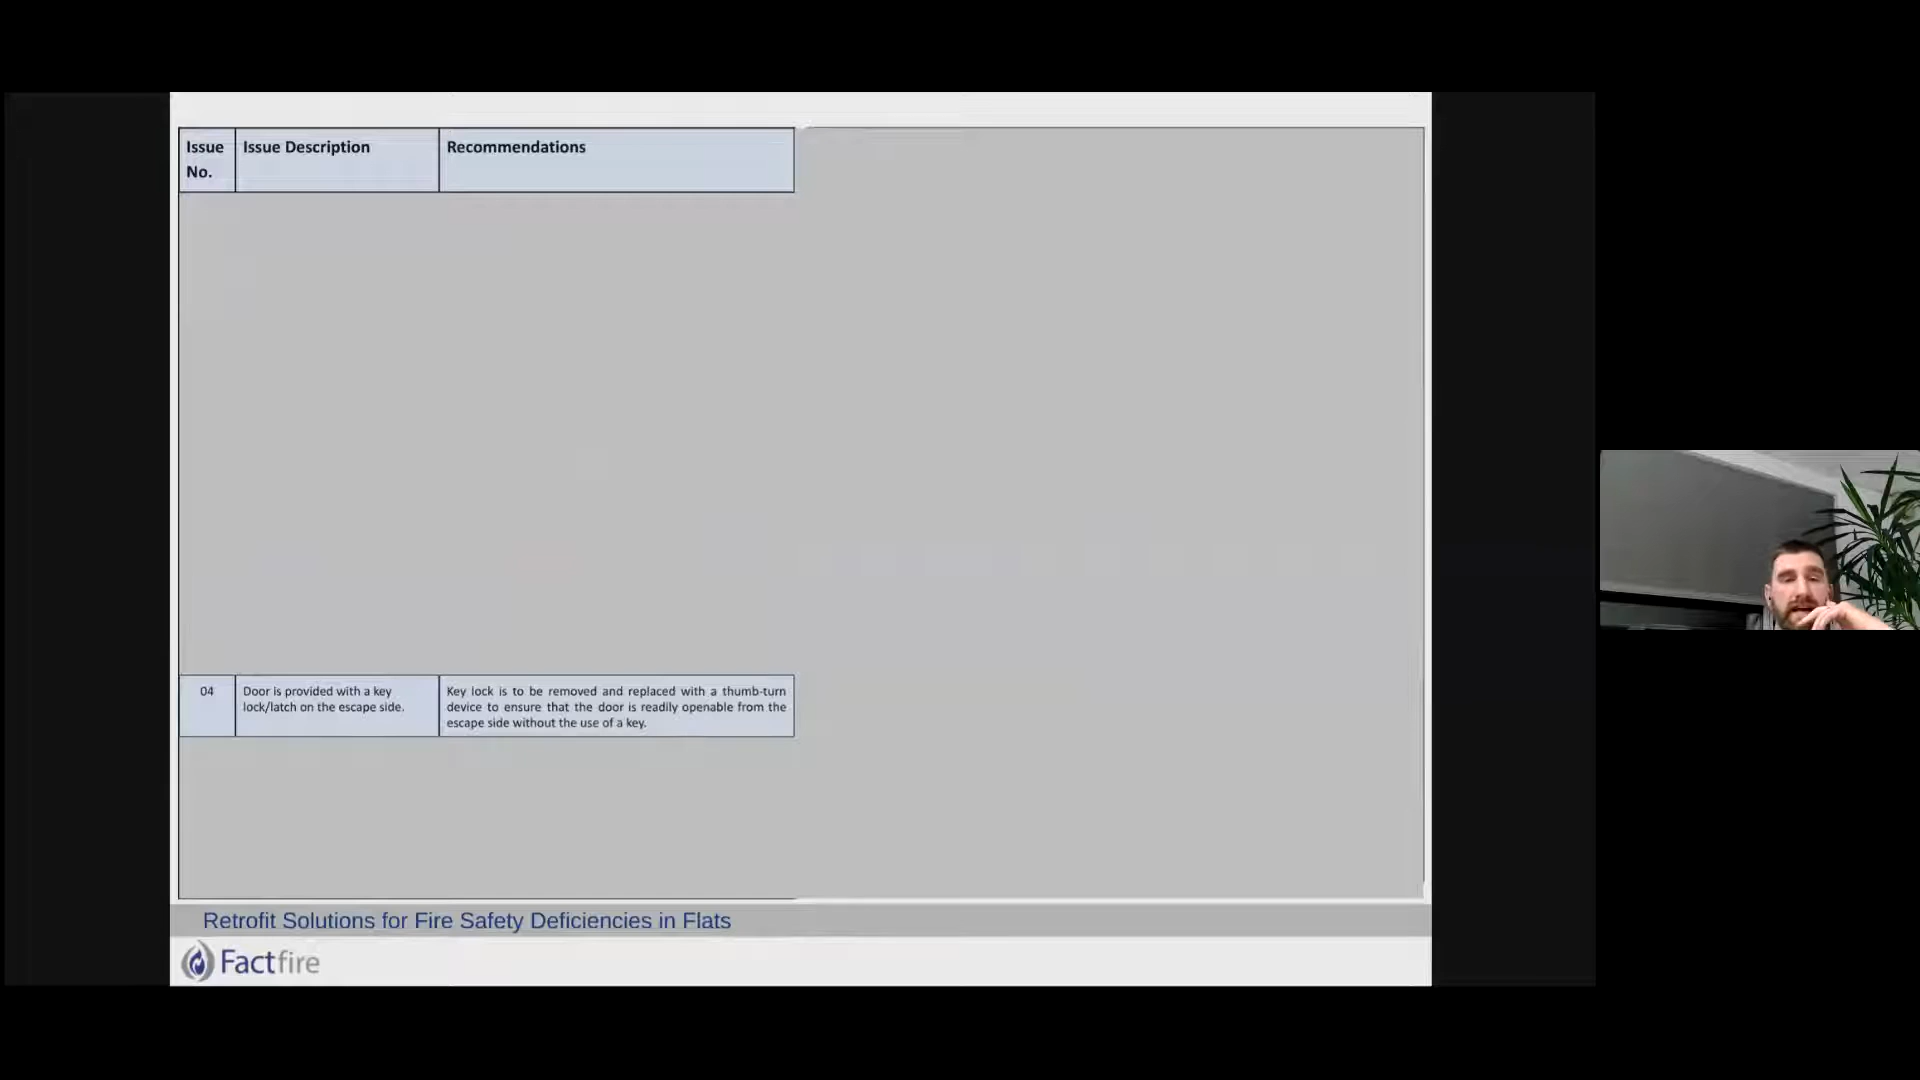 Issue No.
Issue Description
Recommendations
04
Door is provided with a key
lock/latch on the escape side.
Key lock is to be removed and replaced with a thumb-turn
device to ensure that the door is readily openable from the
escape side without the use of a key.
Retrofit Solutions for Fire Safety Deficiencies in Flats
Factfire